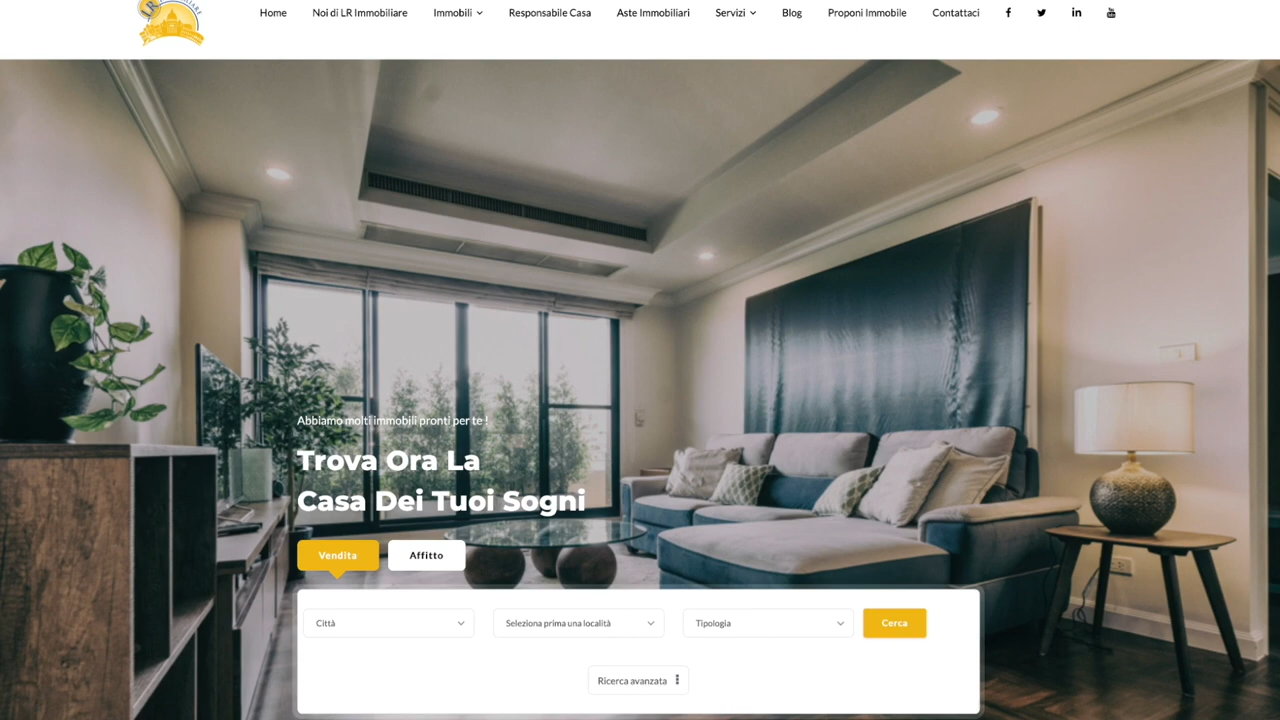 LR
Home Noi di LR Immobiliare Immobili Responsabile Casa Aste Immobiliari Servizi Blog Proponi Immobile Contattaci
Abbiamo molti immobili pronti per te !
Trova Ora La
Casa Dei Tuoi Sogni
Vendita Affitto
Città Seleziona prima una località Tipologia Cerca
Ricerca avanzata